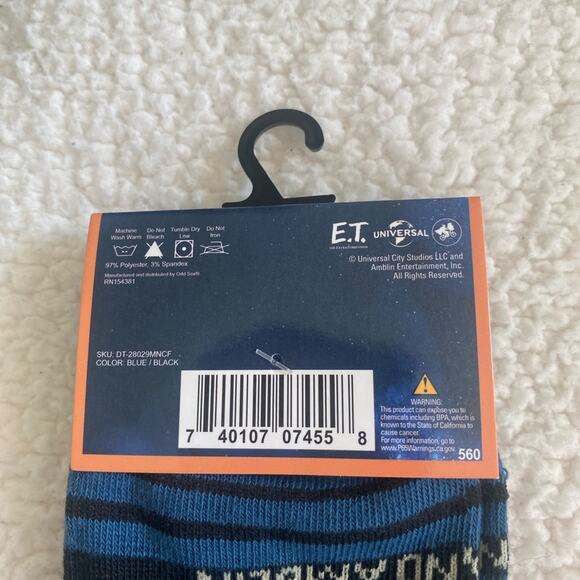 Machine Wash Warm
Do Not Bleach
Tumble Dry Low
Do Not Iron
97% Polyester, 3% Spandex
Manufactured and distributed by Odd Sox®
RN154381
E.T.
UNIVERSAL
© Universal City Studios LLC and
Amblin Entertainment, Inc.
All Rights Reserved.
SKU: DT-28029MNCF
COLOR: BLUE / BLACK
7 40107 07455 8
WARNING:
This product can expose you to
chemicals including BPA, which is
known to the State of California to
cause cancer.
For more information, go to
www.P65Warnings.ca.gov.
560